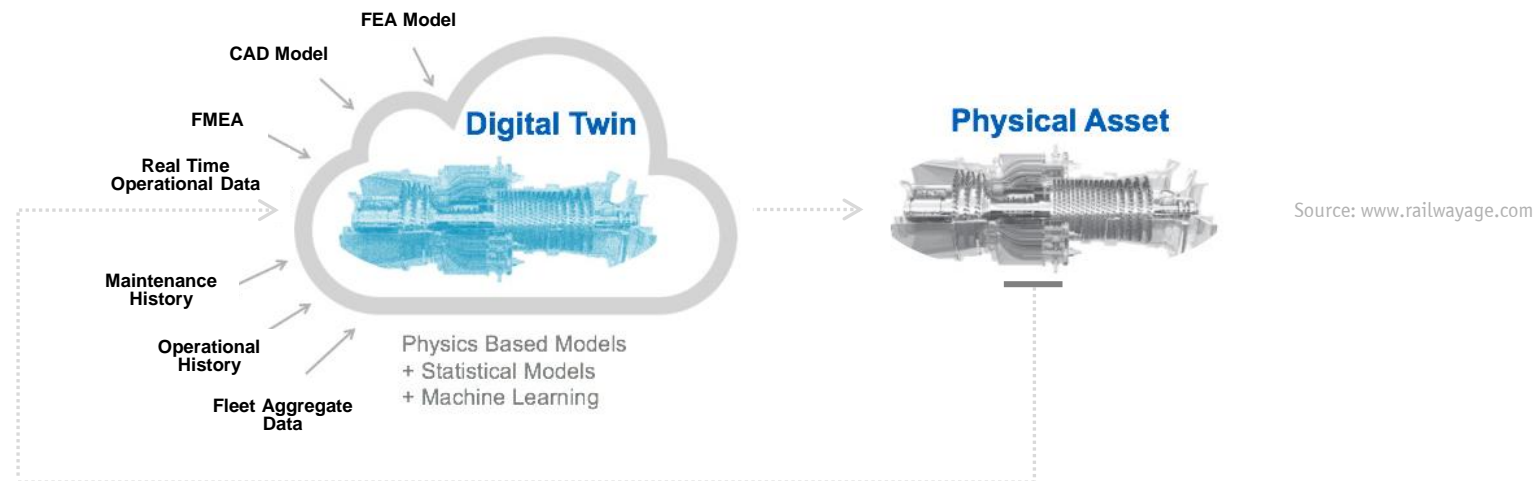 FEA Model
CAD Model
FMEA
Real Time
Operational Data
Maintenance
History
Operational
History
Fleet Aggregate
Data
Digital Twin
Physics Based Models
+ Statistical Models
+ Machine Learning
Physical Asset
Source: www.railwayage.com